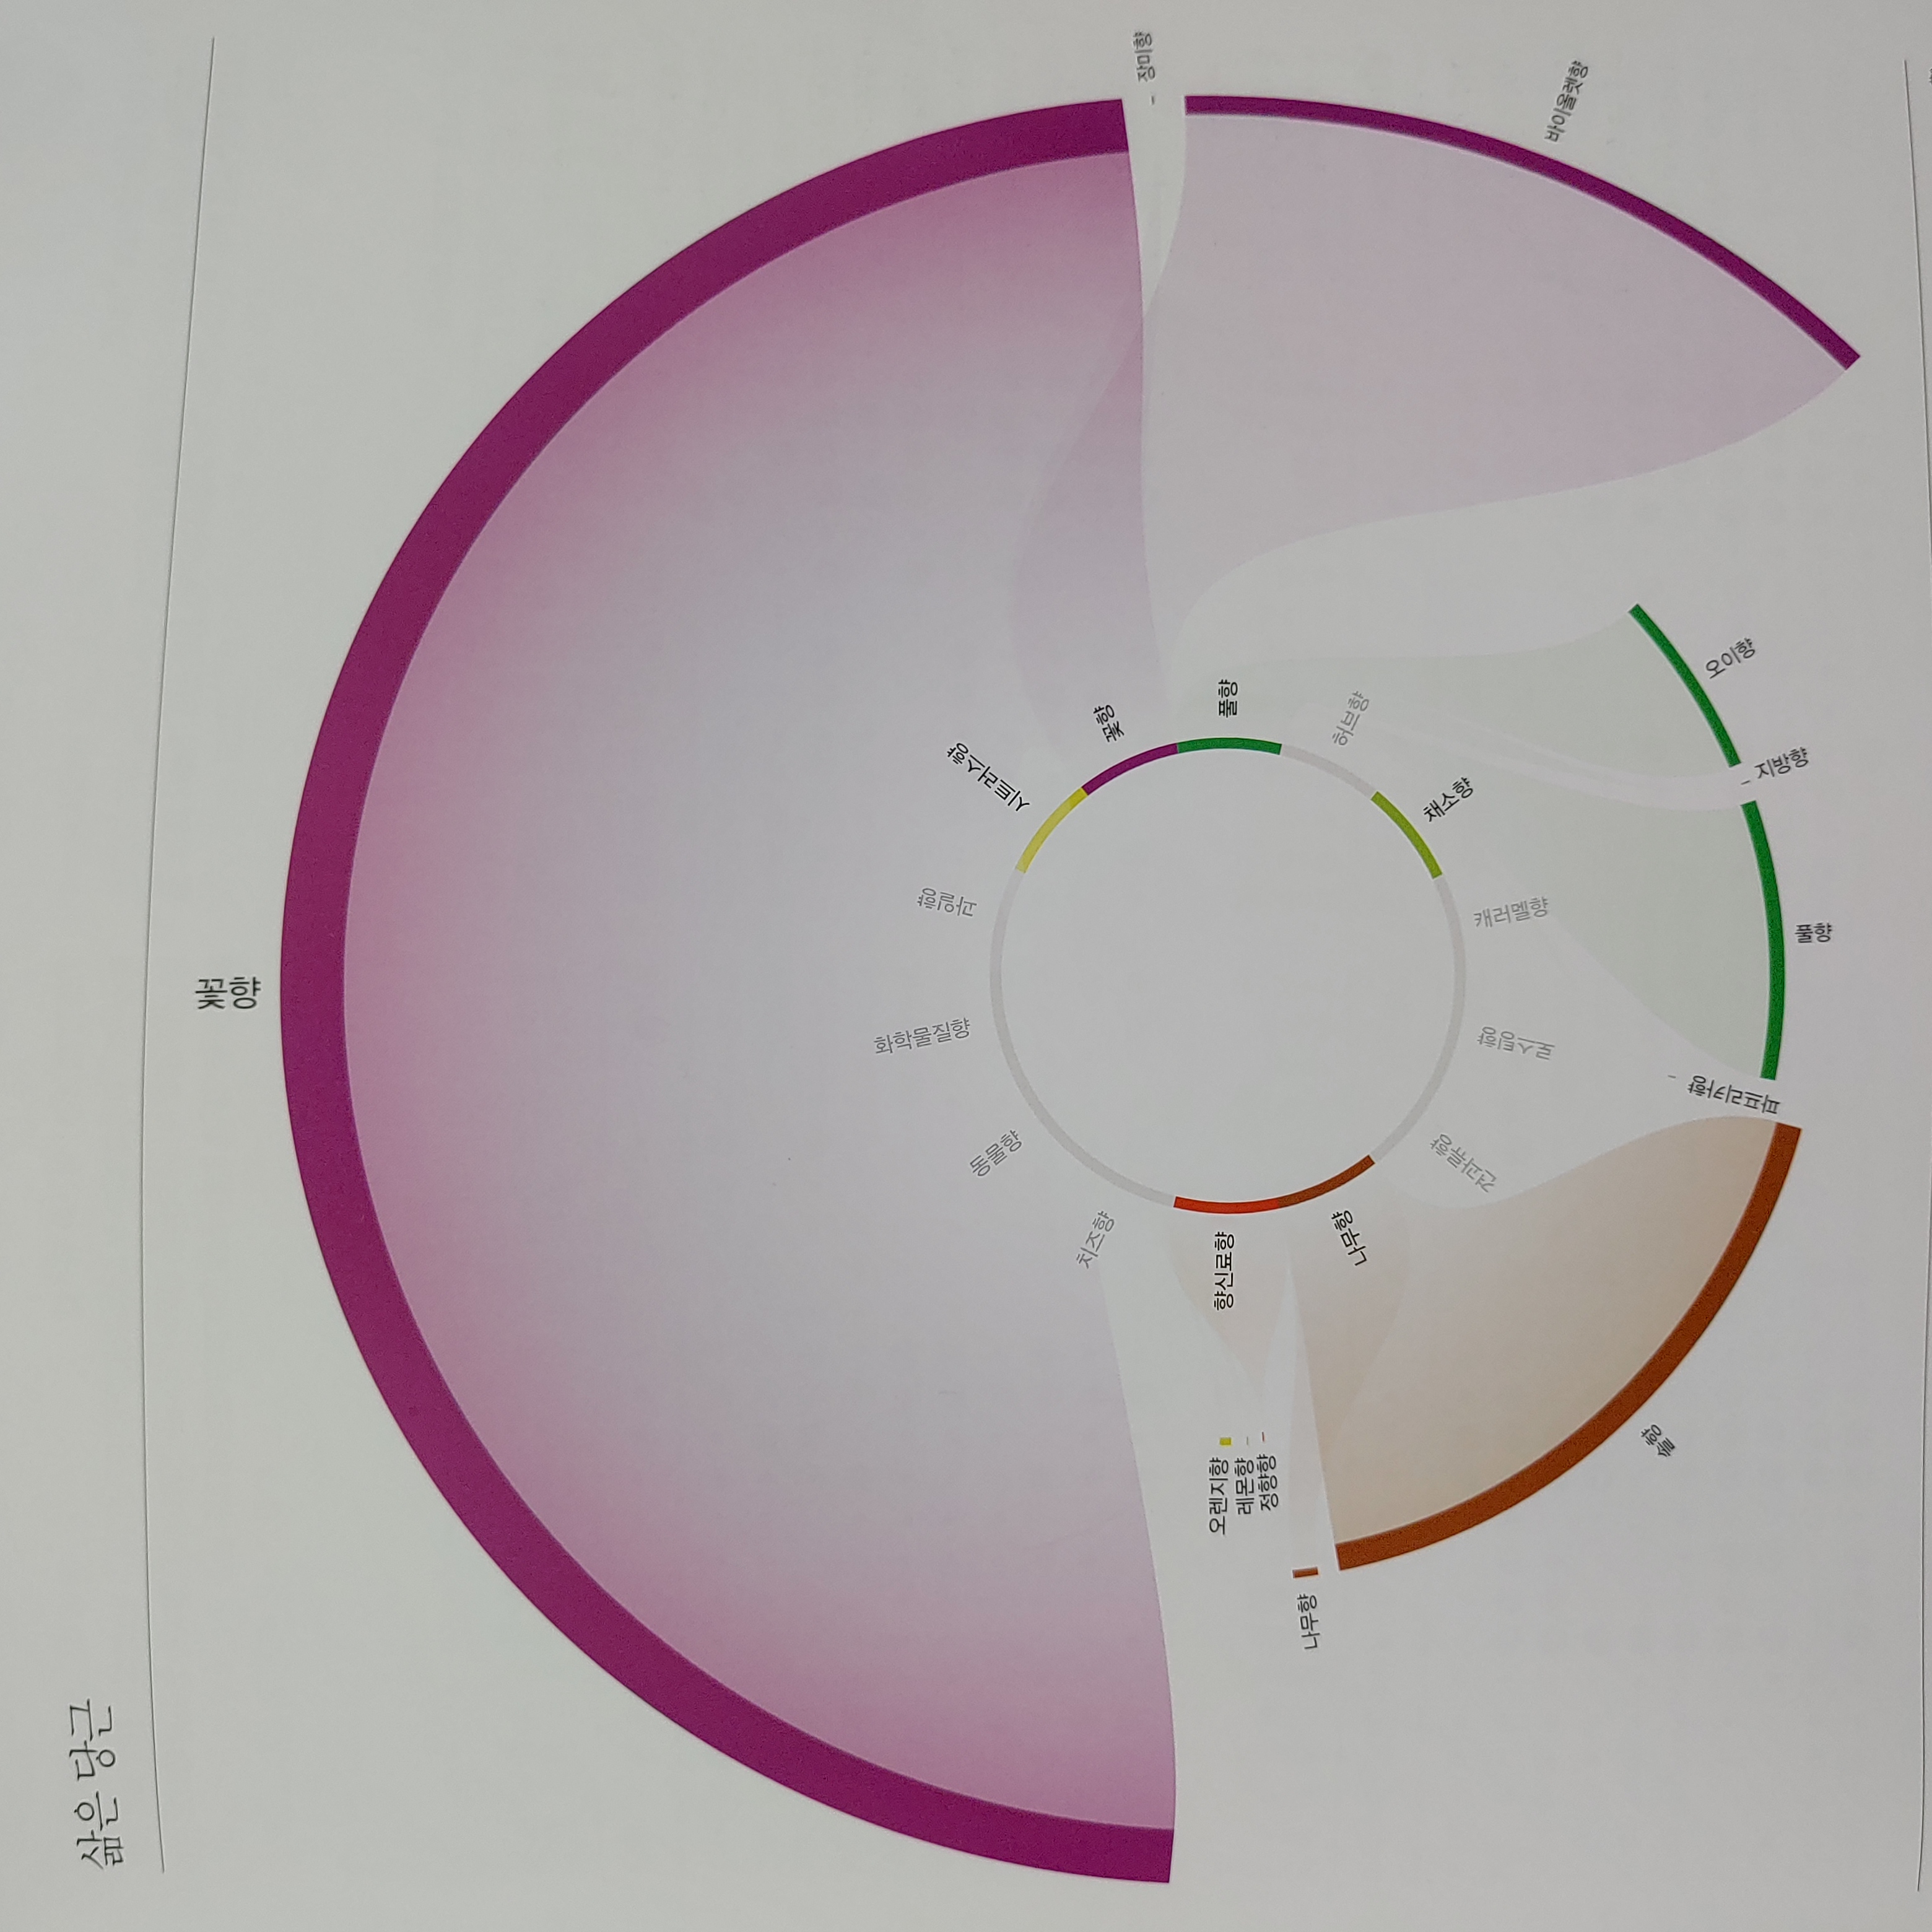 삶은 당근
꽃향
화학물질향
과일향
시트러스향
동물향
치즈향
꽃향
장미향
오렌지향
레몬향
정향향
향신료향
풀향
나무향
나무향
허브향
채소향
견과류향
로스팅향
캐러멜향
바이올렛향
솔향
파프리카향
지방향
오이향
풀향